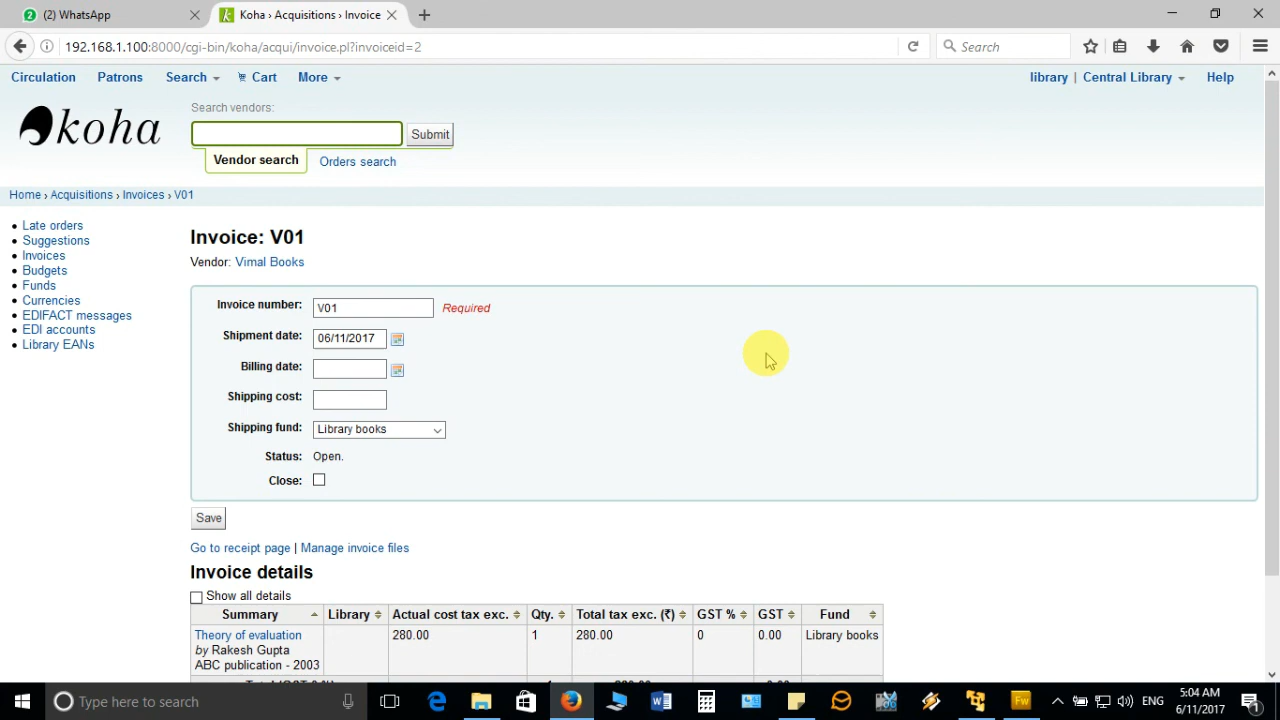 (2) WhatsApp
Koha › Acquisitions › Invoice
192.168.1.100:8000/cgi-bin/koha/acqui/invoice.pl?invoiceid=2
Search
Circulation Patrons Search Cart More
library | Central Library Help
koha
Search vendors:
Submit
Vendor search Orders search
Home › Acquisitions › Invoices › V01
Late orders
Suggestions
Invoices
Budgets
Funds
Currencies
EDIFACT messages
EDI accounts
Library EANs
Invoice: V01
Vendor: Vimal Books
Invoice number: V01 Required
Shipment date: 06/11/2017
Billing date:
Shipping cost:
Shipping fund: Library books
Status: Open.
Close:
Save
Go to receipt page | Manage invoice files
Invoice details
Show all details
Summary Library Actual cost tax exc. Qty. Total tax exc. (₹) GST % GST Fund
Theory of evaluation 280.00 1 280.00 0 0.00 Library books
by Rakesh Gupta
ABC publication - 2003
Type here to search
Fw
ENG
5:04 AM
6/11/2017